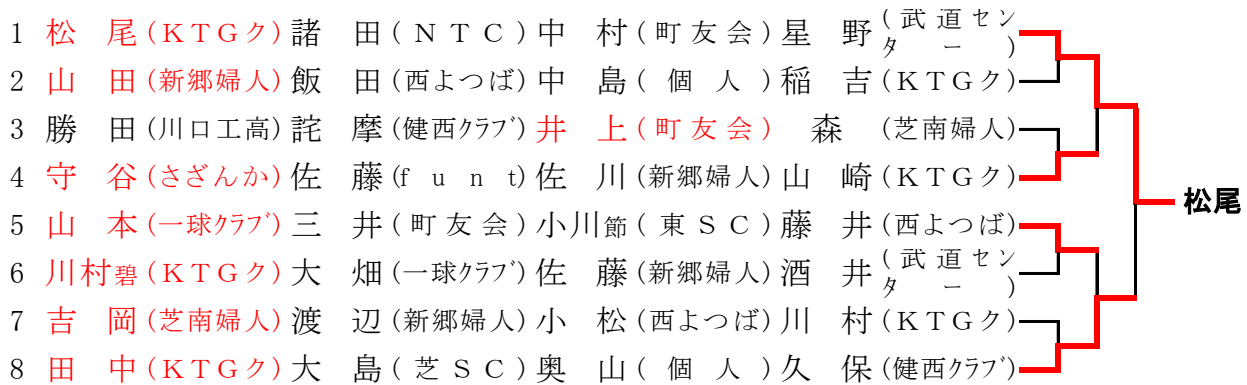 1 松 尾 (KTGク) 諸 田 (NTC) 中 村 (町友会) 星 野 (武道センター)
2 山 田 (新郷婦人) 飯 田 (西よつば) 中 島 (個 人) 稲 吉 (KTGク)
3 勝 田 (川口工高) 詫 摩 (健西クラブ) 井 上 (町友会) 森 (芝南婦人)
4 守 谷 (さざんか) 佐 藤 (funt) 佐 川 (新郷婦人) 山 崎 (KTGク)
松尾
5 山 本 (一球クラブ) 三 井 (町友会) 小川節 (東SC) 藤 井 (西よつば)
6 川村碧 (KTGク) 大 畑 (一球クラブ) 佐 藤 (新郷婦人) 酒 井 (武道センター)
7 吉 岡 (芝南婦人) 渡 辺 (新郷婦人) 小 松 (西よつば) 川 村 (KTGク)
8 田 中 (KTGク) 大 島 (芝SC) 奥 山 (個 人) 久 保 (健西クラブ)